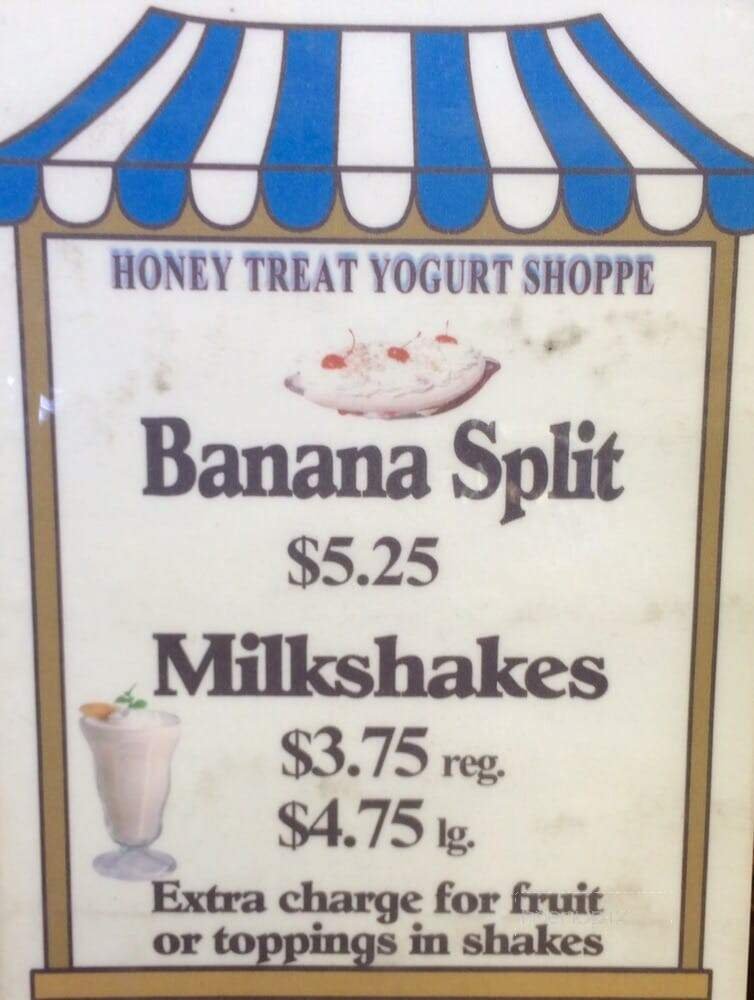 HONEY TREAT YOGURT SHOPPE
Banana Split
$5.25
Milkshakes
$3.75 reg.
$4.75 lg.
Extra charge for fruit
or toppings in shakes